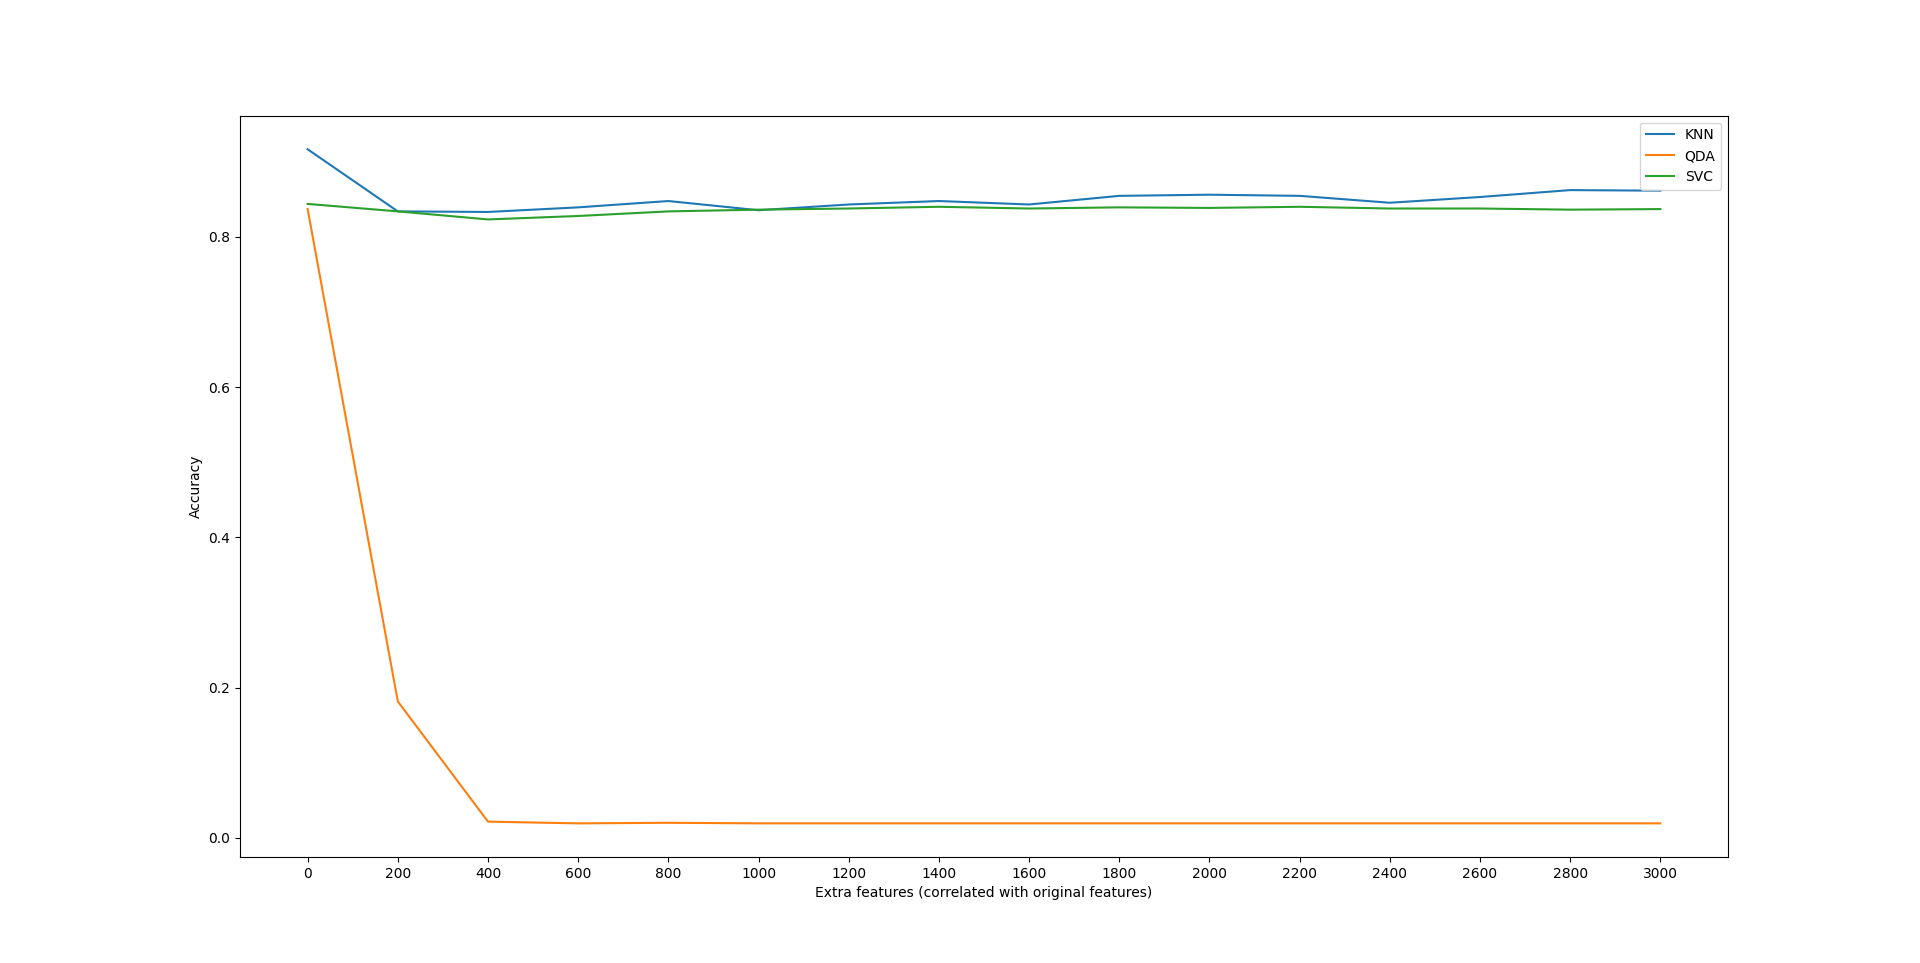 KNN
QDA
SVC
0.8
0.6
0.4
0.2
0.0
Accuracy
0 200 400 600 800 1000 1200 1400 1600 1800 2000 2200 2400 2600 2800 3000
Extra features (correlated with original features)